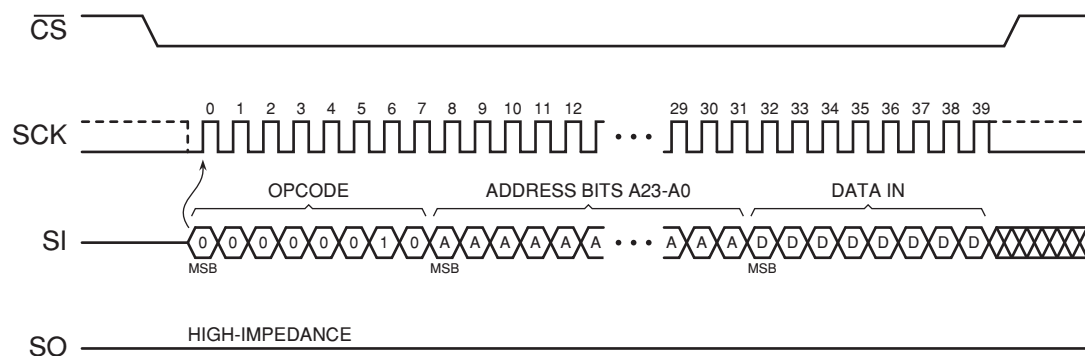 CS
0 1 2 3 4 5 6 7 8 9 10 11 12 29 30 31 32 33 34 35 36 37 38 39
SCK
OPCODE ADDRESS BITS A23-A0 DATA IN
SI 0 0 0 0 0 0 1 0 A A A A A A A A A D D D D D D D D
MSB MSB MSB
HIGH-IMPEDANCE
SO